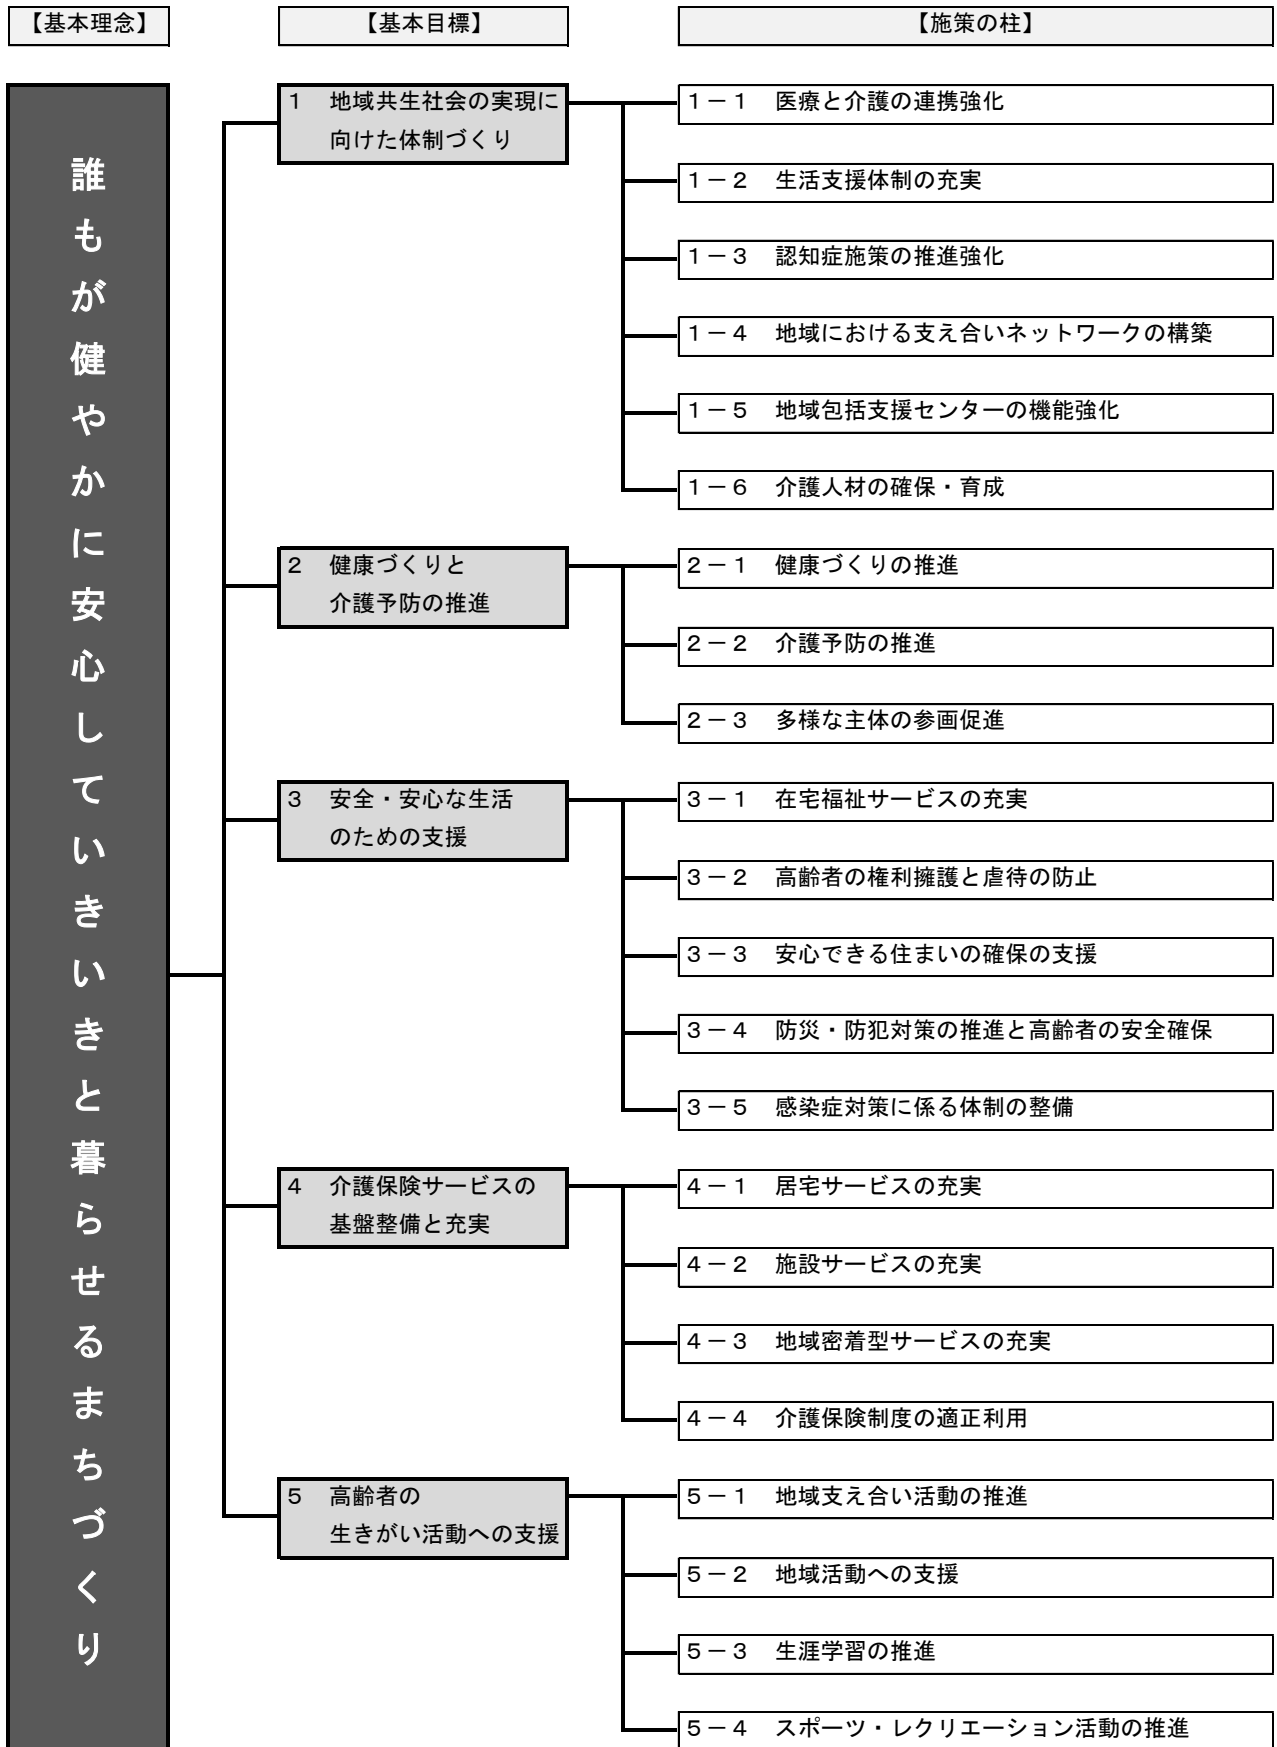 【基本理念】
【基本目標】
【施策の柱】
誰もが健やかに安心していきいきと暮らせるまちづくり
1 地域共生社会の実現に
向けた体制づくり
1－1 医療と介護の連携強化
1－2 生活支援体制の充実
1－3 認知症施策の推進強化
1－4 地域における支え合いネットワークの構築
1－5 地域包括支援センターの機能強化
1－6 介護人材の確保・育成
2 健康づくりと
介護予防の推進
2－1 健康づくりの推進
2－2 介護予防の推進
2－3 多様な主体の参画促進
3 安全・安心な生活
のための支援
3－1 在宅福祉サービスの充実
3－2 高齢者の権利擁護と虐待の防止
3－3 安心できる住まいの確保の支援
3－4 防災・防犯対策の推進と高齢者の安全確保
3－5 感染症対策に係る体制の整備
4 介護保険サービスの
基盤整備と充実
4－1 居宅サービスの充実
4－2 施設サービスの充実
4－3 地域密着型サービスの充実
4－4 介護保険制度の適正利用
5 高齢者の
生きがい活動への支援
5－1 地域支え合い活動の推進
5－2 地域活動への支援
5－3 生涯学習の推進
5－4 スポーツ・レクリエーション活動の推進